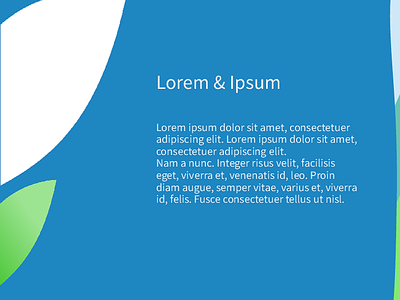 Lorem & Ipsum
Lorem ipsum dolor sit amet, consectetuer
adipiscing elit. Lorem ipsum dolor sit amet,
consectetuer adipiscing elit.
Nam a nunc. Integer risus velit, facilisis
eget, viverra et, venenatis id, leo. Proin
diam augue, semper vitae, varius et, viverra
id, felis. Fusce consectetuer tellus ut nisl.